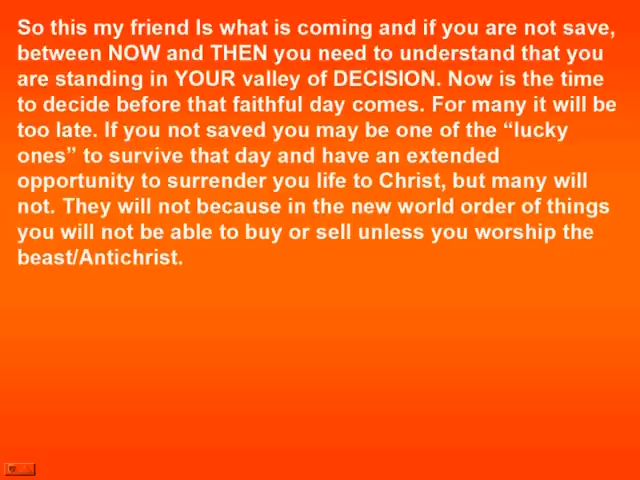 So this my friend Is what is coming and if you are not save,
between NOW and THEN you need to understand that you
are standing in YOUR valley of DECISION. Now is the time
to decide before that faithful day comes. For many it will be
too late. If you not saved you may be one of the “lucky
ones” to survive that day and have an extended
opportunity to surrender you life to Christ, but many will
not. They will not because in the new world order of things
you will not be able to buy or sell unless you worship the
beast/Antichrist.